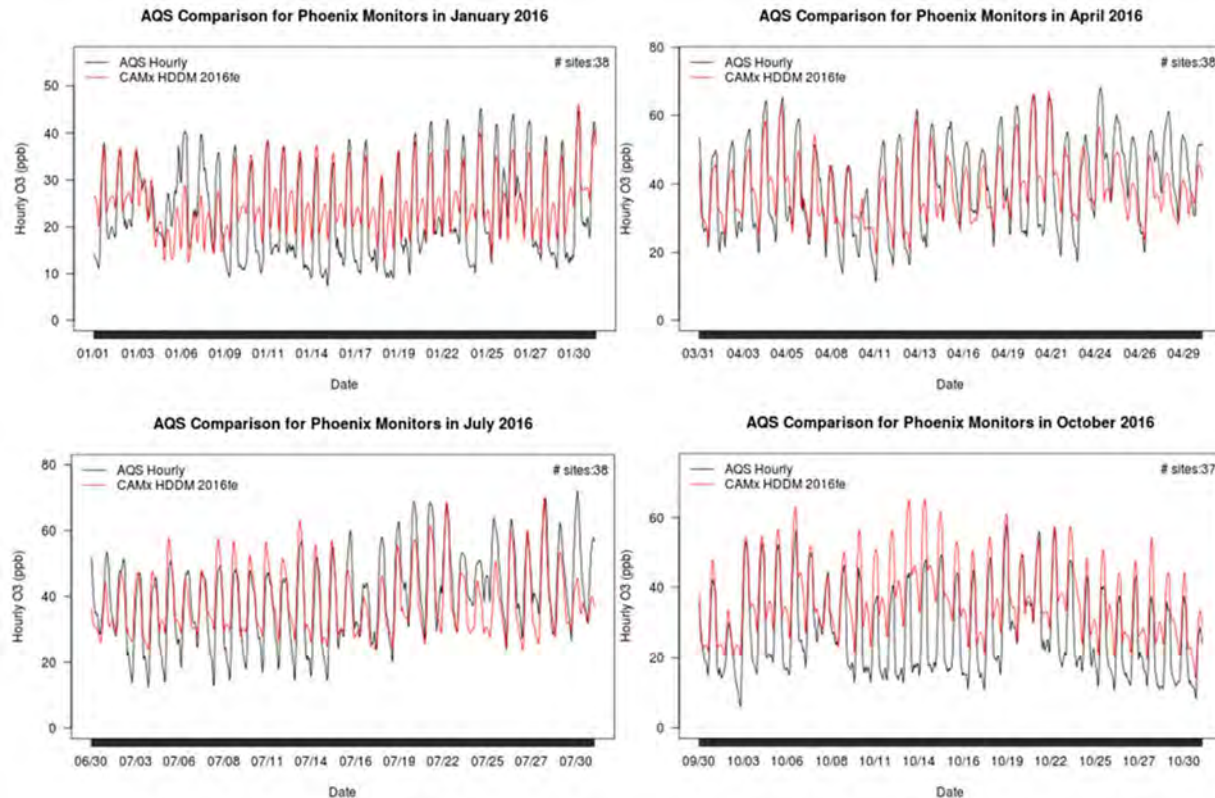 AQS Comparison for Phoenix Monitors in January 2016
AQS Hourly
CAMx HDDM 2016fe
# sites:38
Hourly O3 (ppb)
50
40
30
20
10
0
01/01 01/03 01/06 01/09 01/11 01/14 01/17 01/19 01/22 01/25 01/27 01/30
Date
AQS Comparison for Phoenix Monitors in April 2016
AQS Hourly
CAMx HDDM 2016fe
# sites:38
Hourly O3 (ppb)
80
60
40
20
0
03/31 04/03 04/05 04/08 04/11 04/13 04/16 04/19 04/21 04/24 04/26 04/29
Date
AQS Comparison for Phoenix Monitors in July 2016
AQS Hourly
CAMx HDDM 2016fe
# sites:38
Hourly O3 (ppb)
80
60
40
20
0
06/30 07/03 07/06 07/08 07/11 07/14 07/16 07/19 07/22 07/25 07/27 07/30
Date
AQS Comparison for Phoenix Monitors in October 2016
AQS Hourly
CAMx HDDM 2016fe
# sites:37
Hourly O3 (ppb)
60
40
20
0
09/30 10/03 10/06 10/08 10/11 10/14 10/16 10/19 10/22 10/25 10/27 10/30
Date